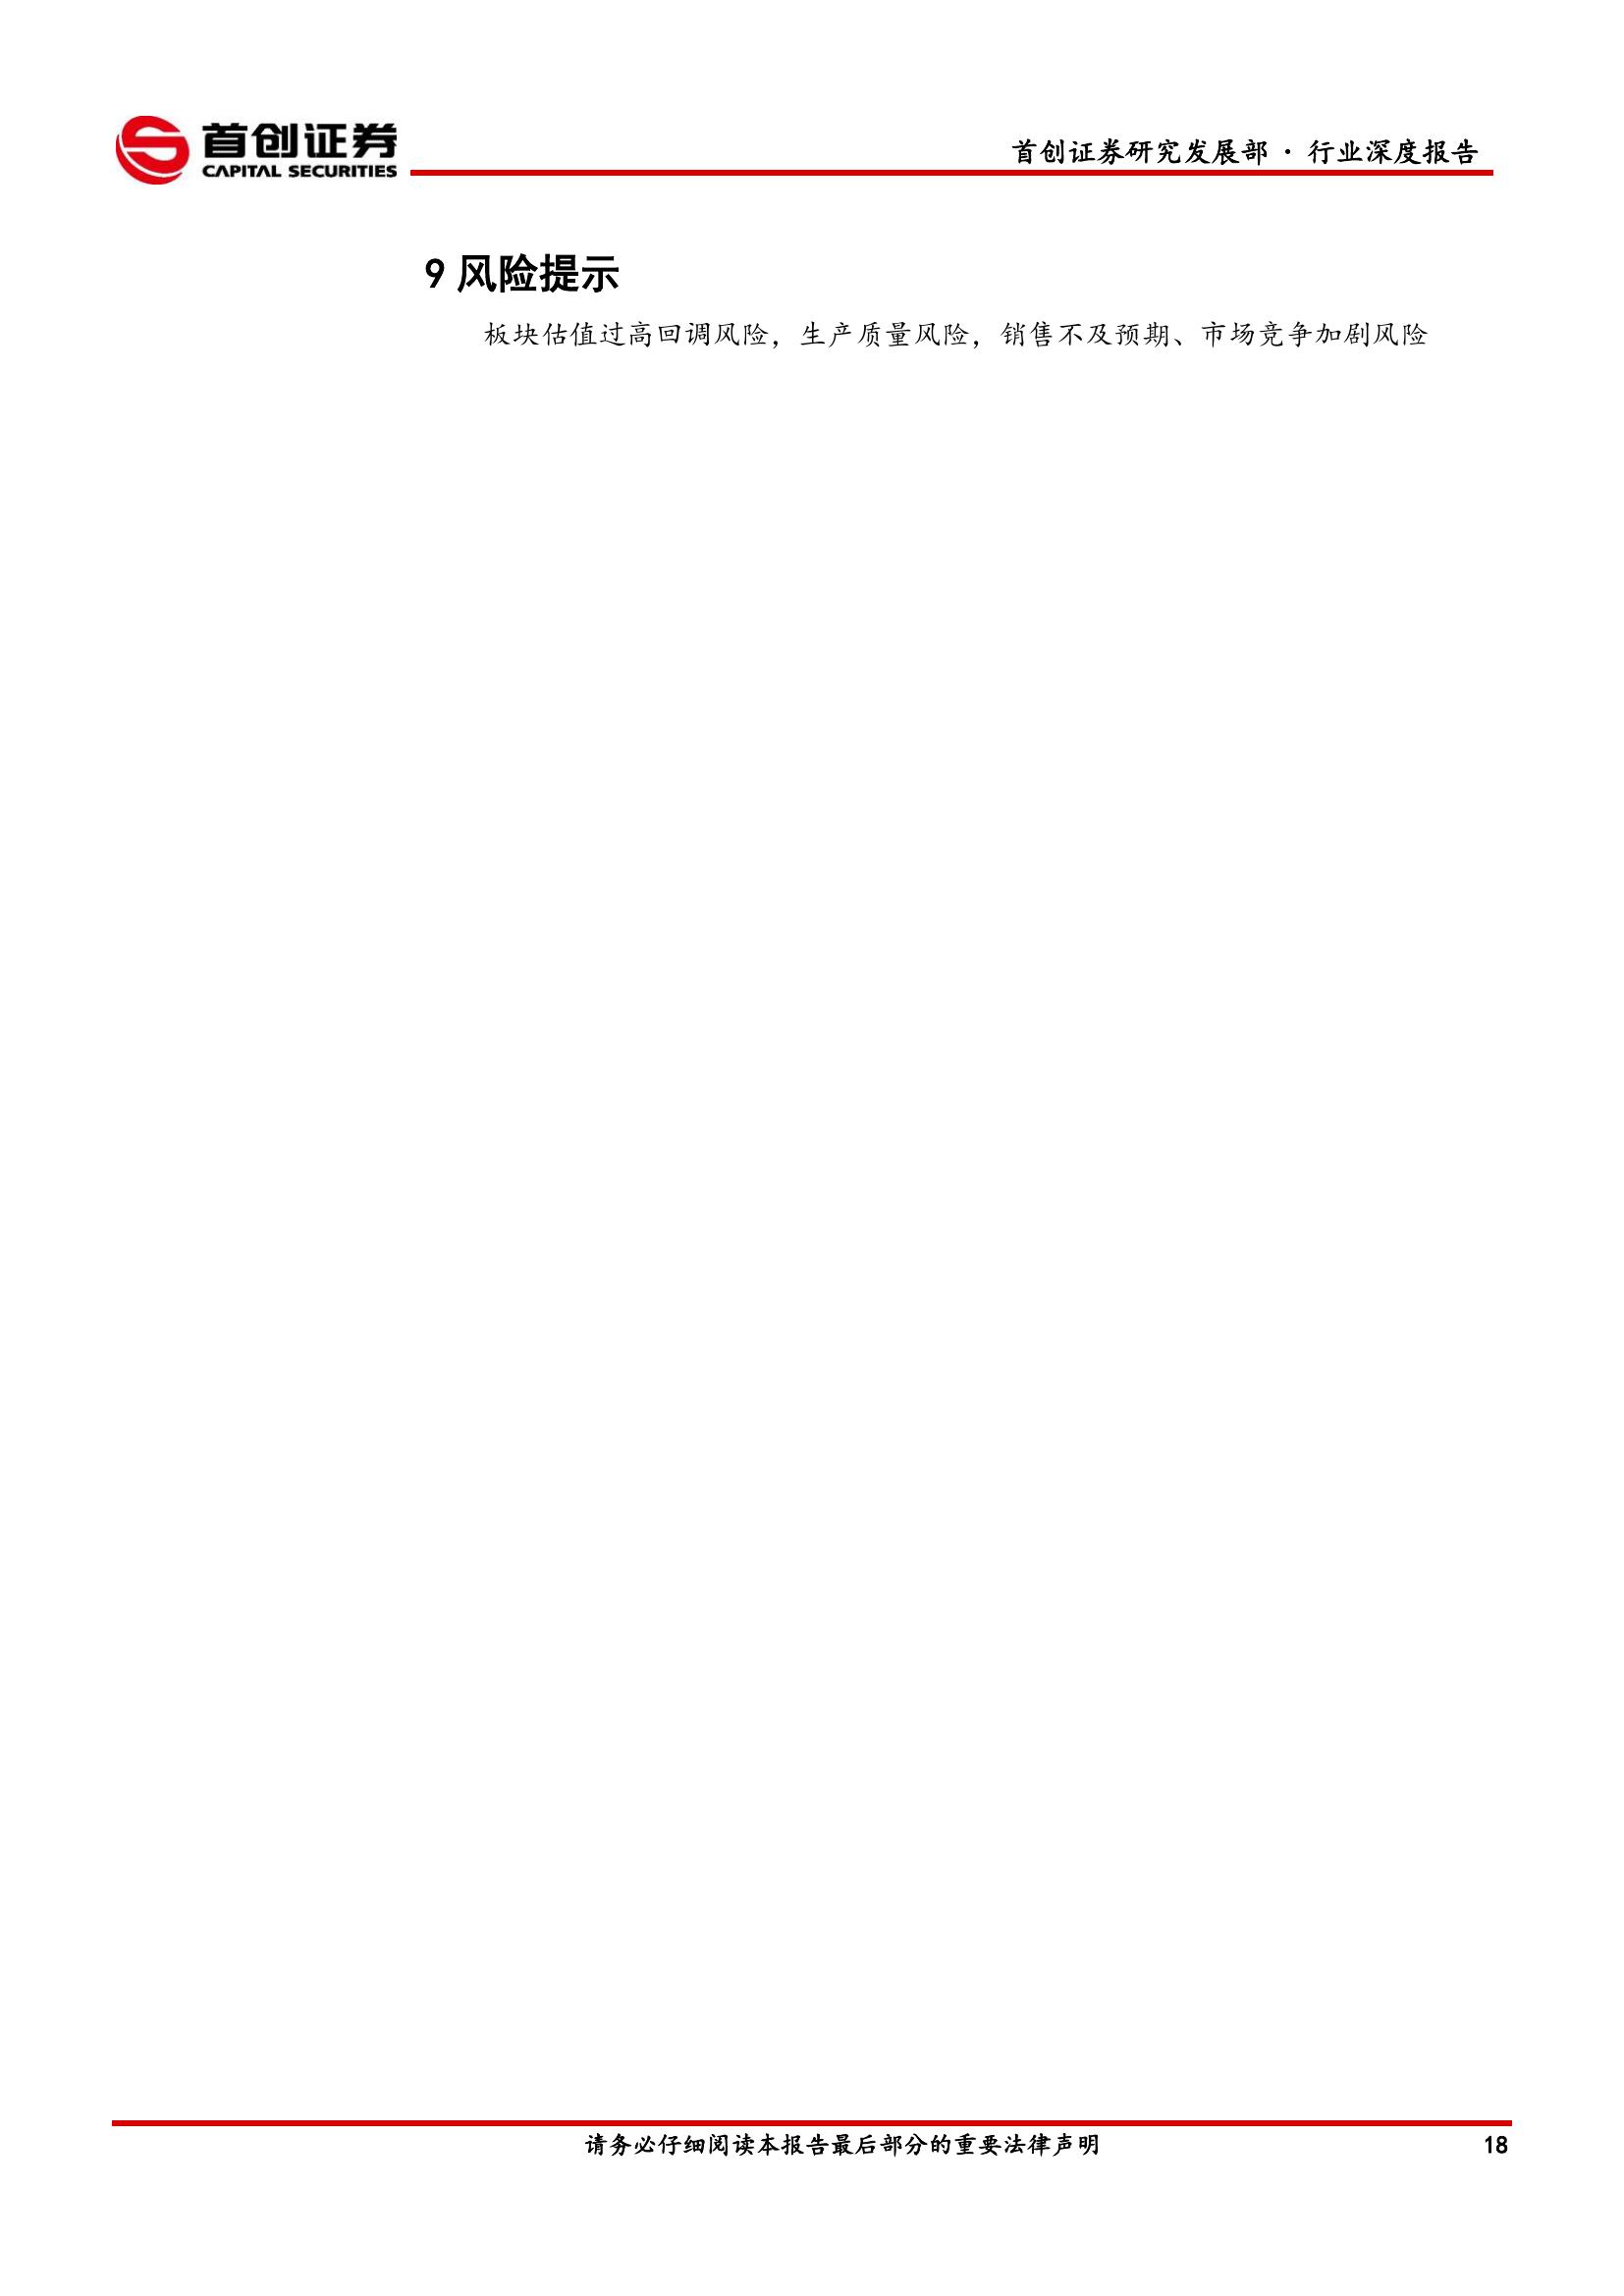 首创证券
CAPITAL SECURITIES
首创证券研究发展部 · 行业深度报告
9 风险提示
板块估值过高回调风险，生产质量风险，销售不及预期、市场竞争加剧风险
请务必仔细阅读本报告最后部分的重要法律声明
18